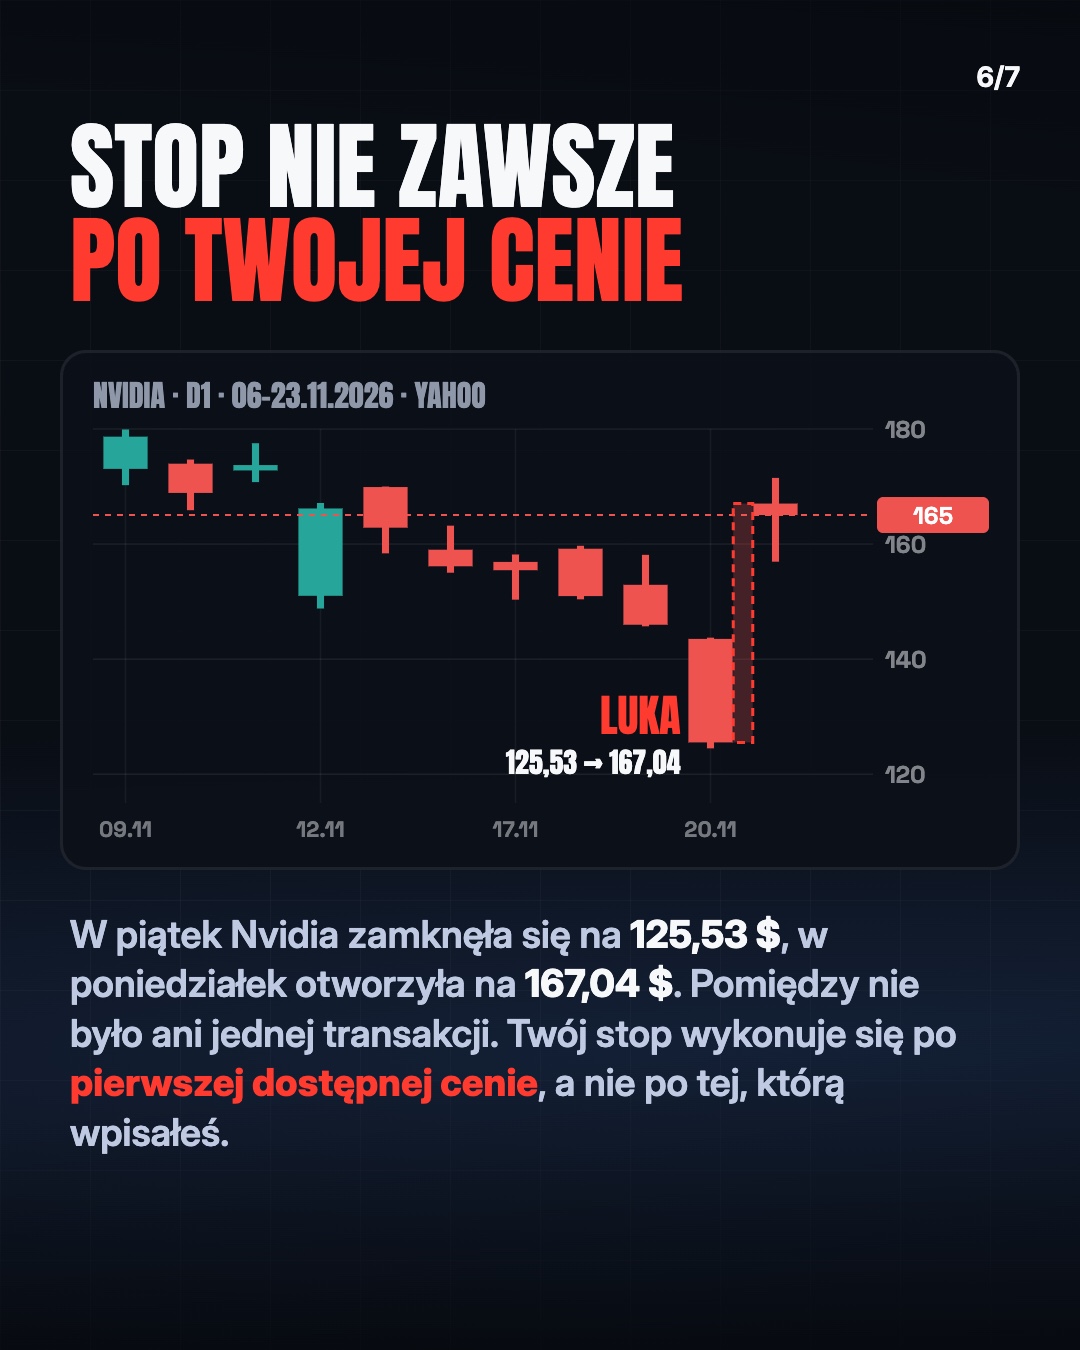 6/7
STOP NIE ZAWSZE
PO TWOJEJ CENIE
NVIDIA · D1 · 06-23.11.2026 · YAHOO
180
165
160
140
LUKA
125,53 → 167,04
120
09.11
12.11
17.11
20.11
W piątek Nvidia zamknęła się na 125,53 $, w
poniedziałek otworzyła na 167,04 $. Pomiędzy nie
było ani jednej transakcji. Twój stop wykonuje się po
pierwszej dostępnej cenie, a nie po tej, którą
wpisałeś.